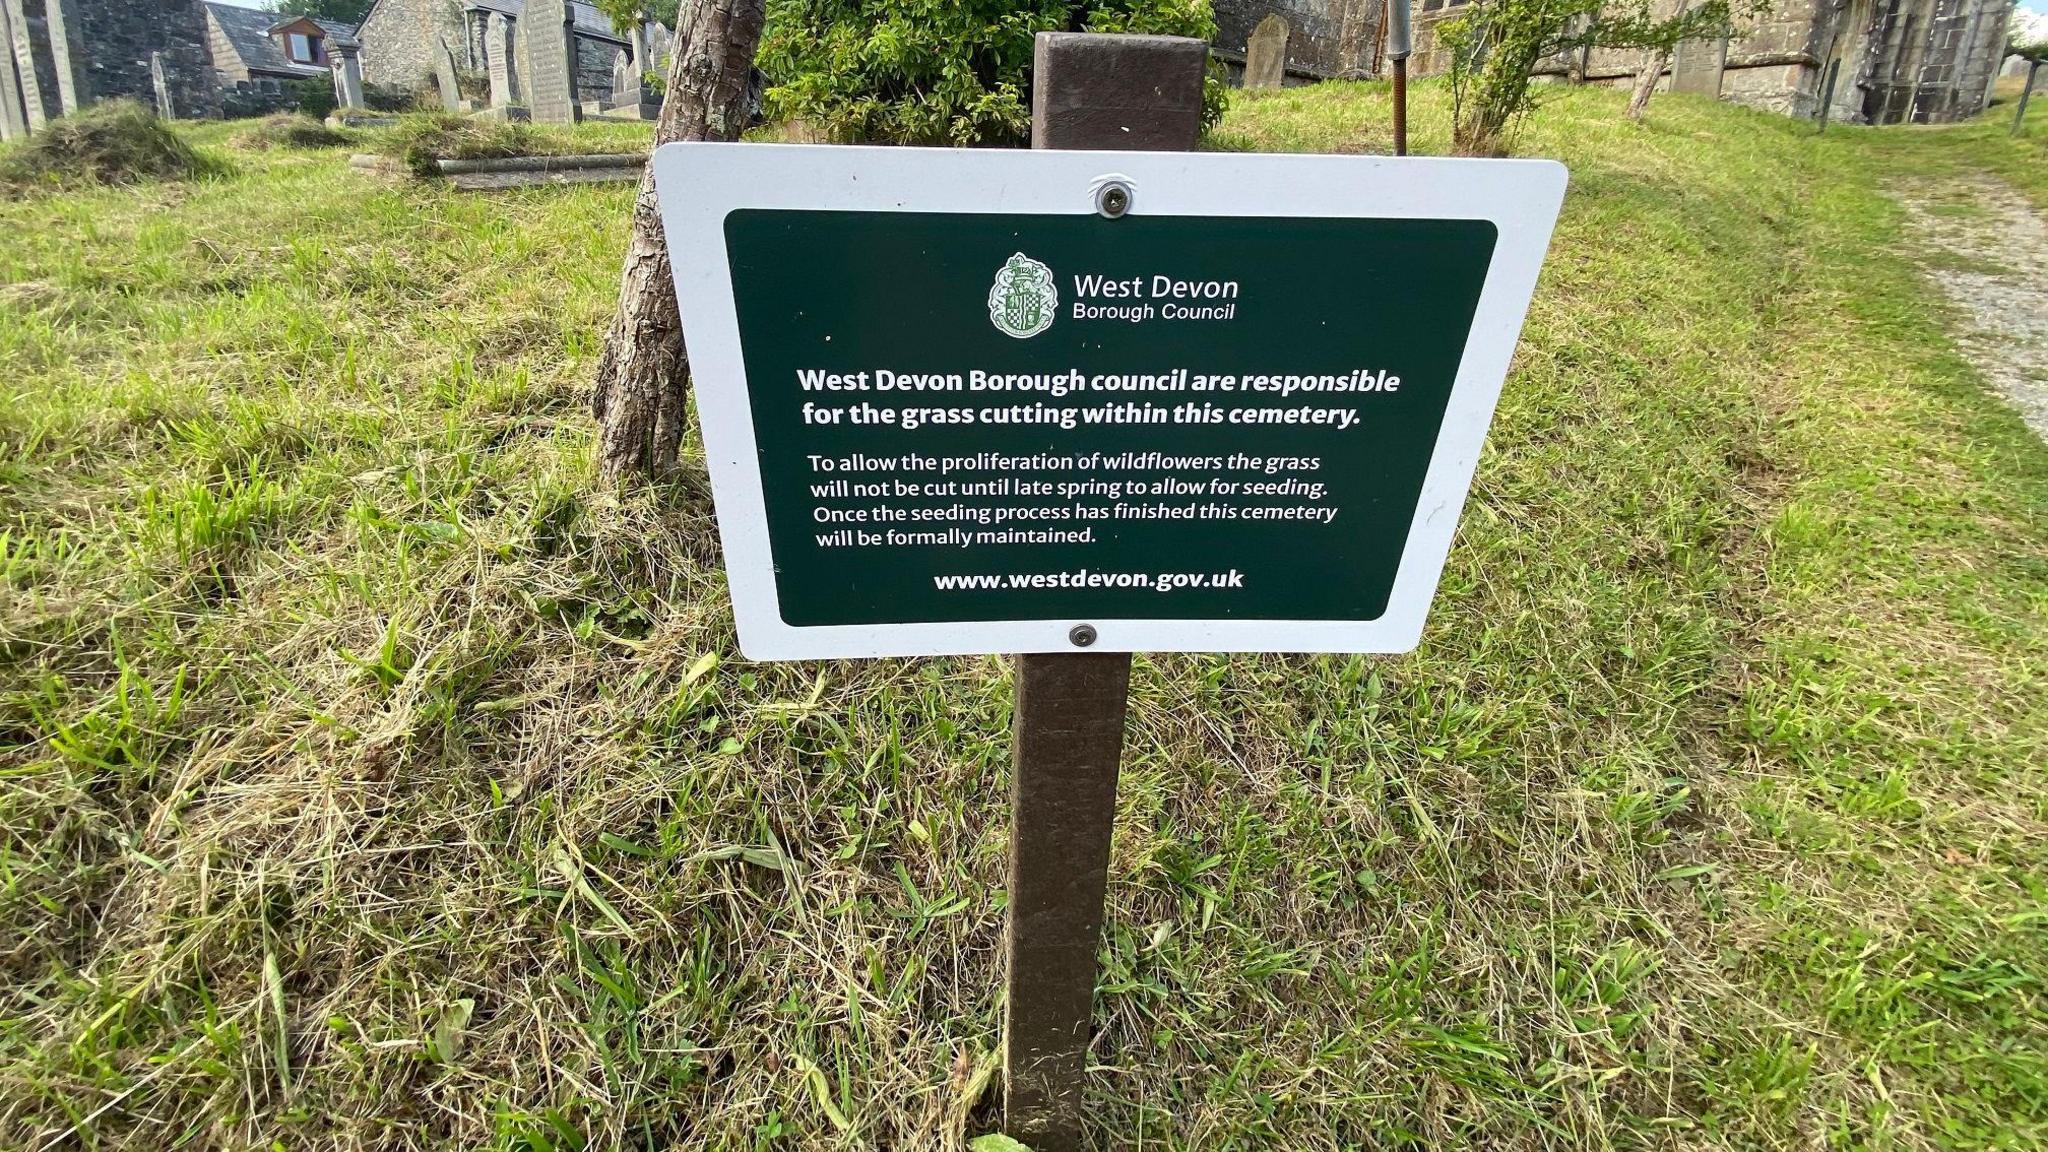 West Devon
Borough Council
West Devon Borough council are responsible
for the grass cutting within this cemetery.
To allow the proliferation of wildflowers the grass
will not be cut until late spring to allow for seeding.
Once the seeding process has finished this cemetery
will be formally maintained.
www.westdevon.gov.uk